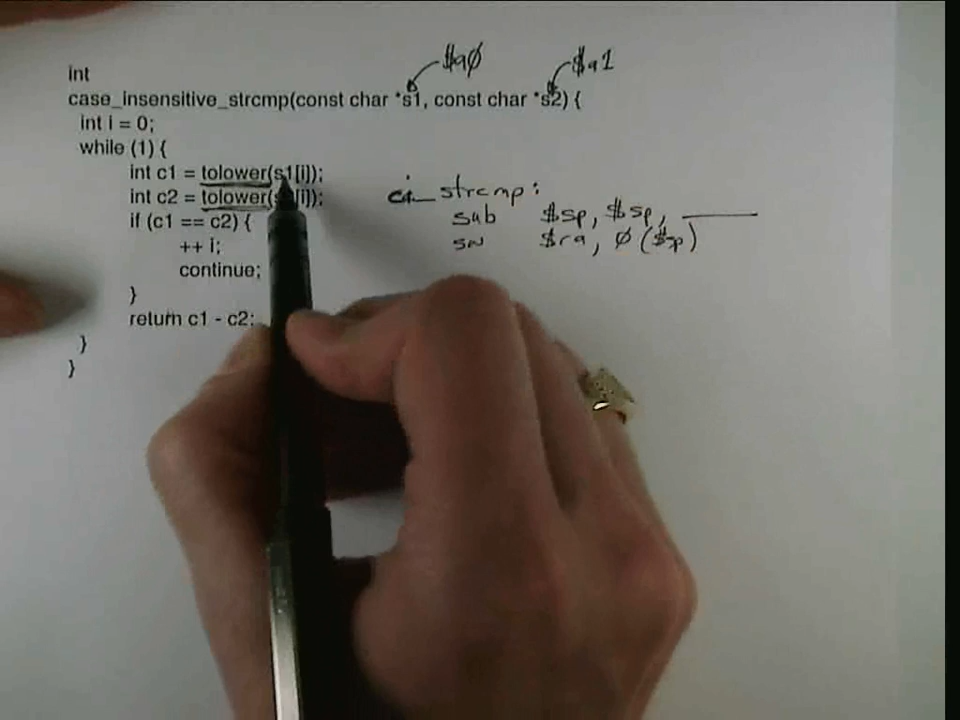 $a0 $a1
int
case_insensitive_strcmp(const char *s1, const char *s2) {
int i = 0;
while (1) {
int c1 = tolower(s1[i]);
int c2 = tolower(s [i]);
if (c1 == c2) {
++ i;
continue;
}
return c1 - c2;
}
}
ci_strcmp:
sub $sp, $sp, ______
sw $ra, 0($sp)